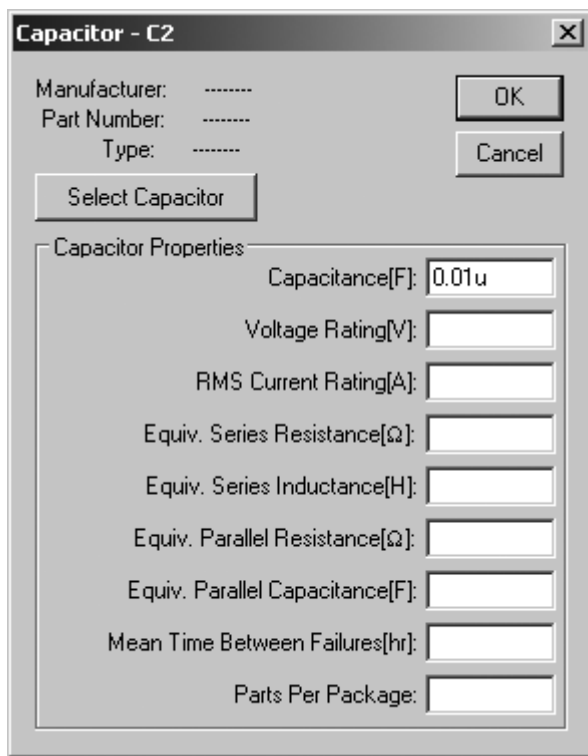 Capacitor - C2
Manufacturer: --------
Part Number: --------
Type: --------
OK
Cancel
Select Capacitor
Capacitor Properties
Capacitance[F]: 0.01u
Voltage Rating[V]:
RMS Current Rating[A]:
Equiv. Series Resistance[Ω]:
Equiv. Series Inductance[H]:
Equiv. Parallel Resistance[Ω]:
Equiv. Parallel Capacitance[F]:
Mean Time Between Failures[hr]:
Parts Per Package: